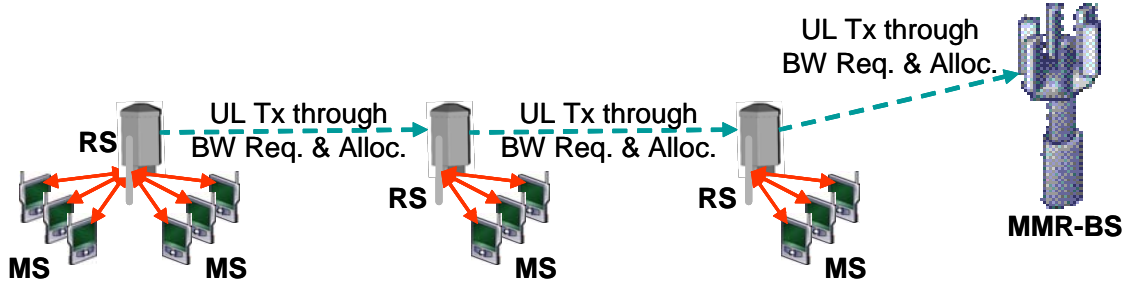 UL Tx through
BW Req. & Alloc.
UL Tx through
BW Req. & Alloc.
UL Tx through
BW Req. & Alloc.
RS
RS
RS
MMR-BS
MS
MS
MS
MS